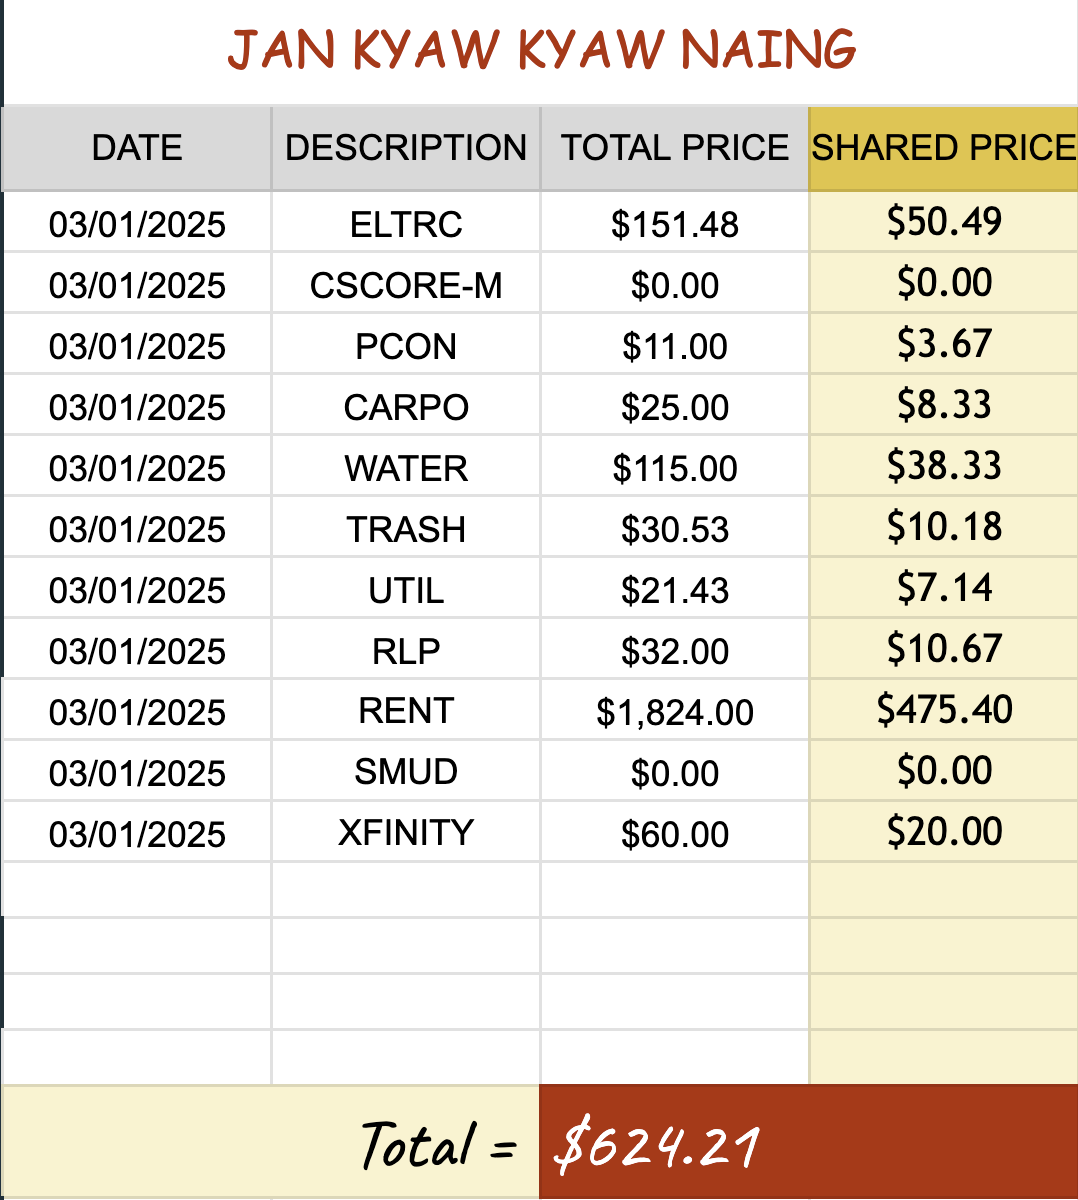 JAN KYAW KYAW NAING
DATE DESCRIPTION TOTAL PRICE SHARED PRICE
03/01/2025 ELTRC $151.48 $50.49
03/01/2025 CSCORE-M $0.00 $0.00
03/01/2025 PCON $11.00 $3.67
03/01/2025 CARPO $25.00 $8.33
03/01/2025 WATER $115.00 $38.33
03/01/2025 TRASH $30.53 $10.18
03/01/2025 UTIL $21.43 $7.14
03/01/2025 RLP $32.00 $10.67
03/01/2025 RENT $1,824.00 $475.40
03/01/2025 SMUD $0.00 $0.00
03/01/2025 XFINITY $60.00 $20.00
Total = $624.21